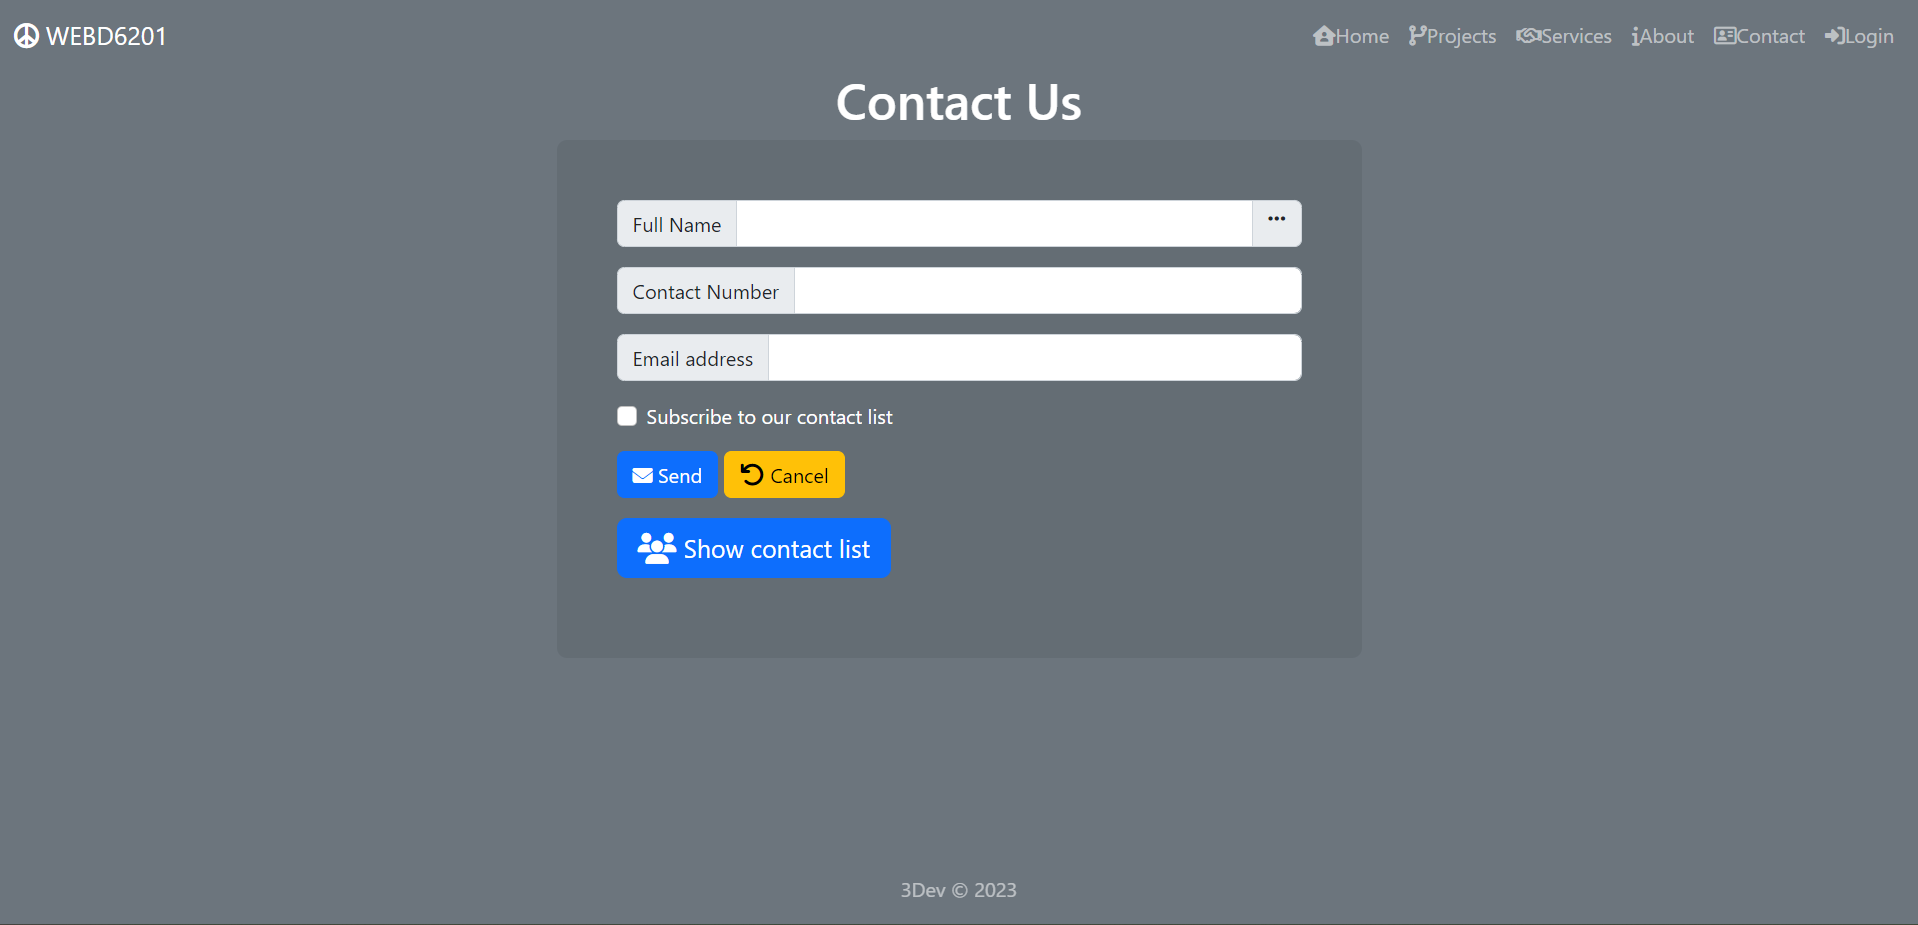 WEBD6201
Home Projects Services About Contact Login
Contact Us
Full Name
Contact Number
Email address
Subscribe to our contact list
Send Cancel
Show contact list
3Dev © 2023